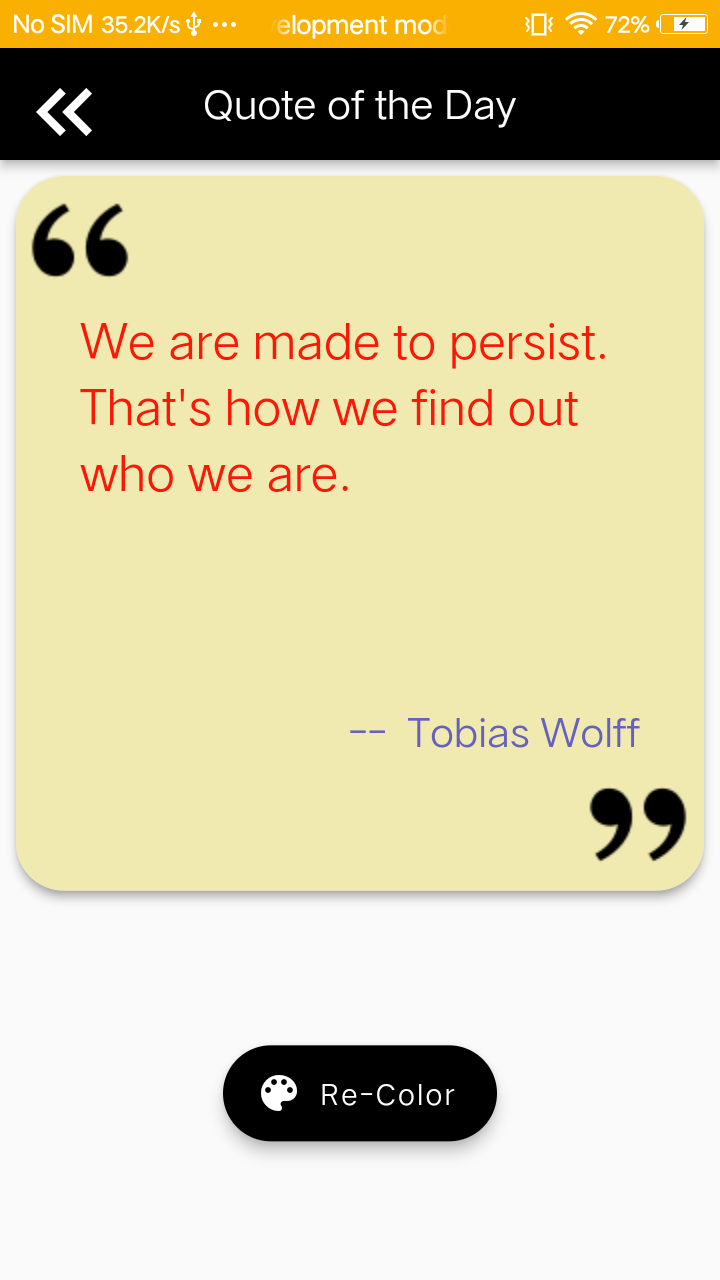 No SIM 35.2K/s ... elopment mod 72%
Quote of the Day
We are made to persist.
That's how we find out
who we are.
-- Tobias Wolff
Re-Color